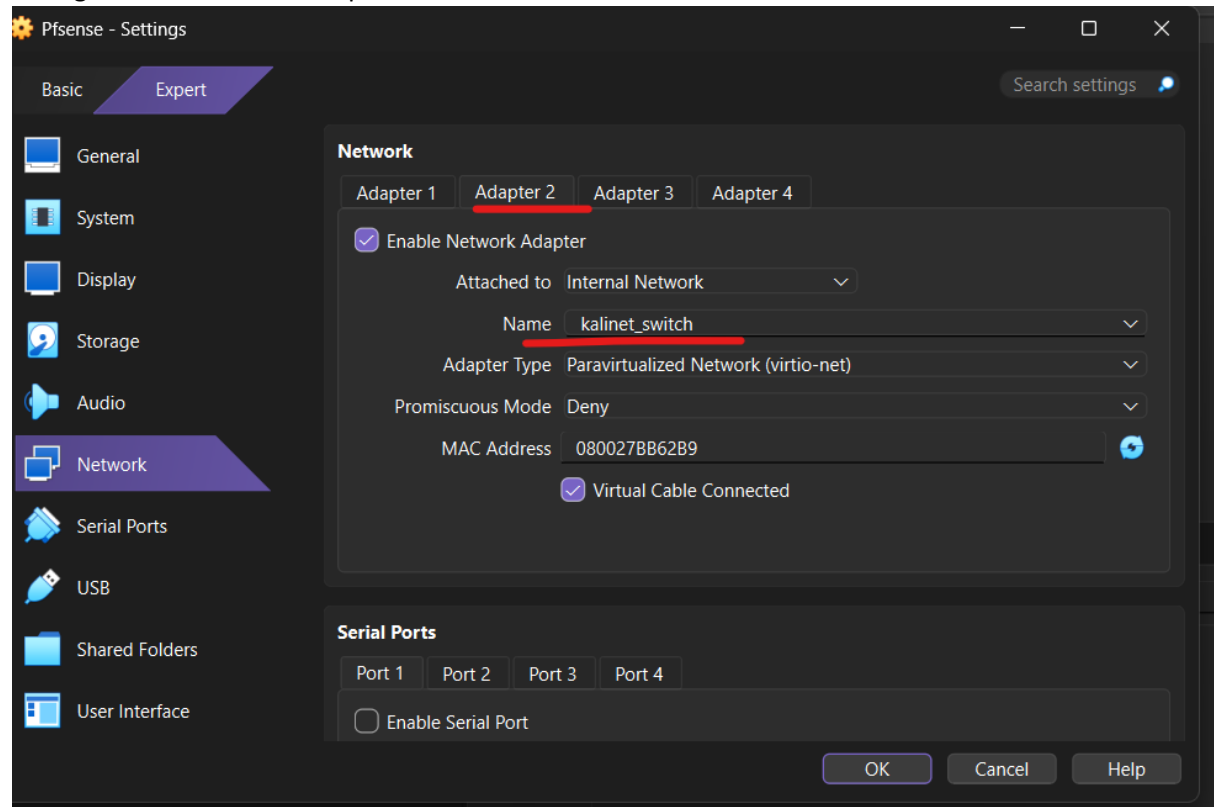 Pfsense - Settings
Basic
Expert
Search settings
General
System
Display
Storage
Audio
Network
Serial Ports
USB
Shared Folders
User Interface
Network
Adapter 1 Adapter 2 Adapter 3 Adapter 4
Enable Network Adapter
Attached to Internal Network
Name kalinet_switch
Adapter Type Paravirtualized Network (virtio-net)
Promiscuous Mode Deny
MAC Address 080027BB62B9
Virtual Cable Connected
Serial Ports
Port 1 Port 2 Port 3 Port 4
Enable Serial Port
OK Cancel Help